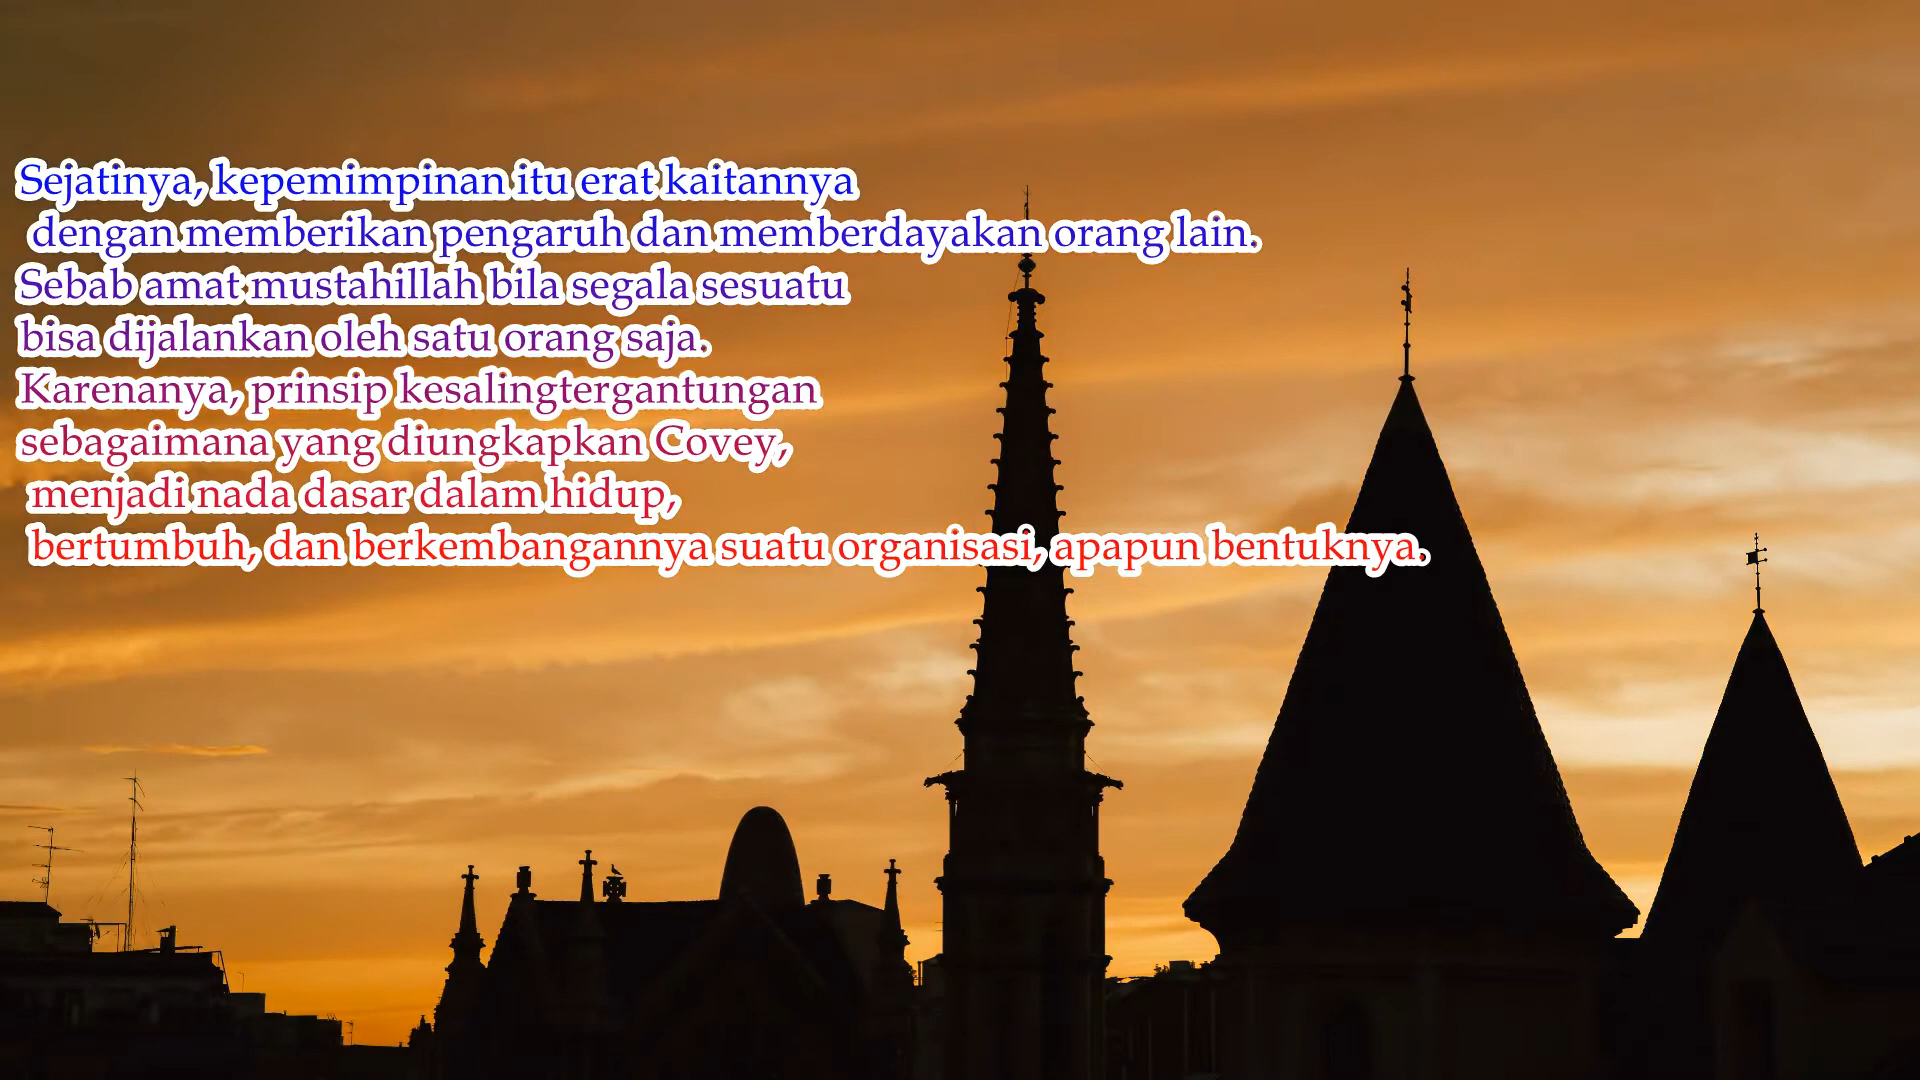 Sejatinya, kepemimpinan itu erat kaitannya
dengan memberikan pengaruh dan memberdayakan orang lain.
Sebab amat mustahillah bila segala sesuatu
bisa dijalankan oleh satu orang saja.
Karenanya, prinsip kesalingtergantungan
sebagaimana yang diungkapkan Covey,
menjadi nada dasar dalam hidup,
bertumbuh, dan berkembangannya suatu organisasi, apapun bentuknya.